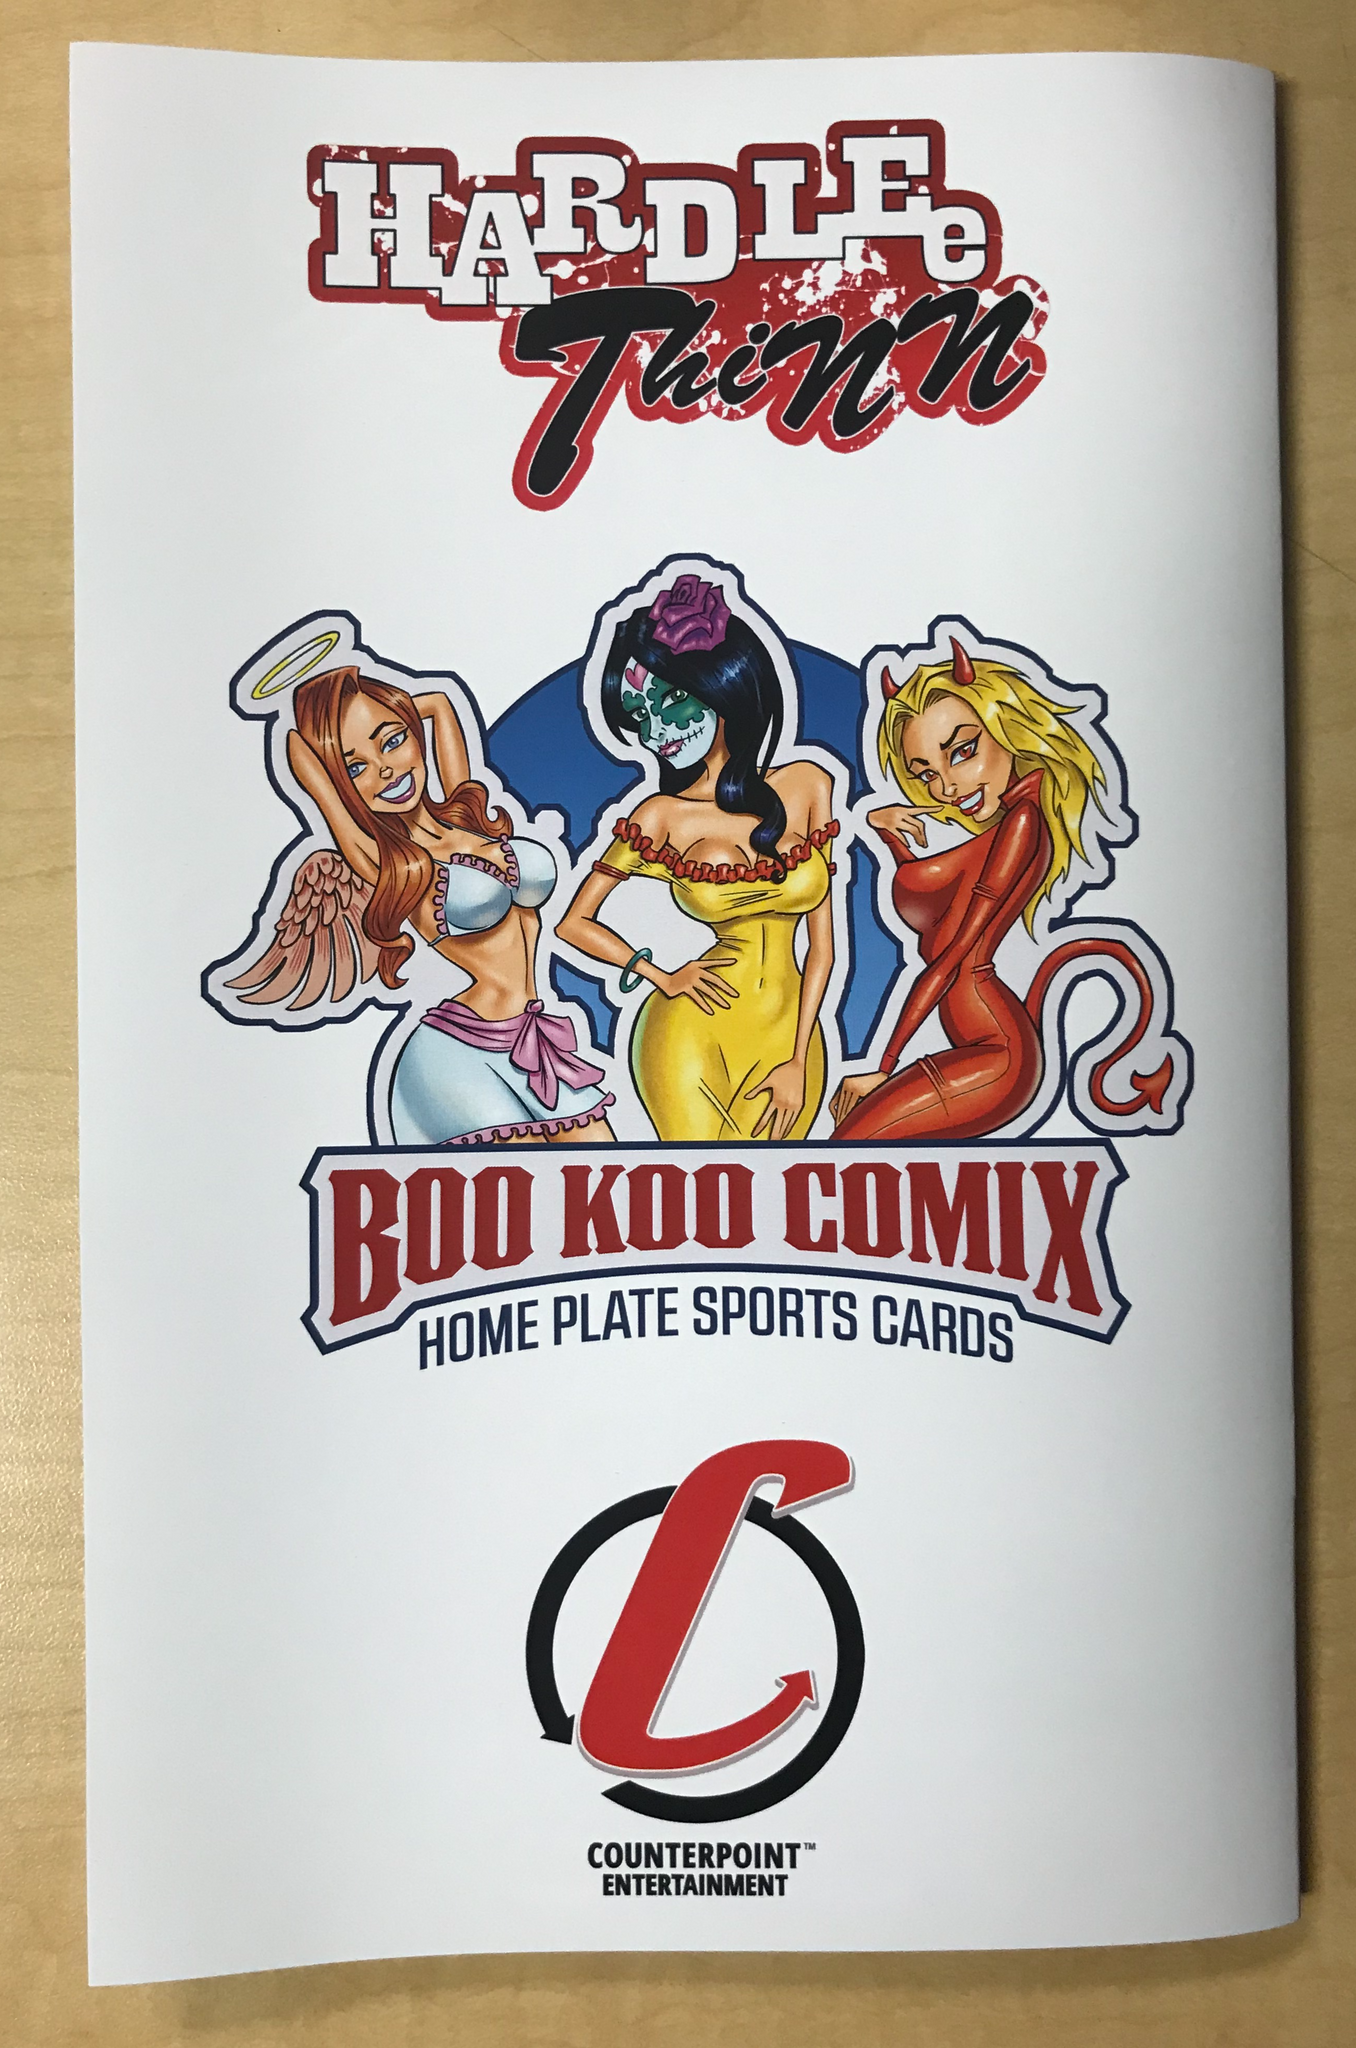 HARDLEe
ThiNN
BOO KOO COMIX
HOME PLATE SPORTS CARDS
C
COUNTERPOINT™
ENTERTAINMENT